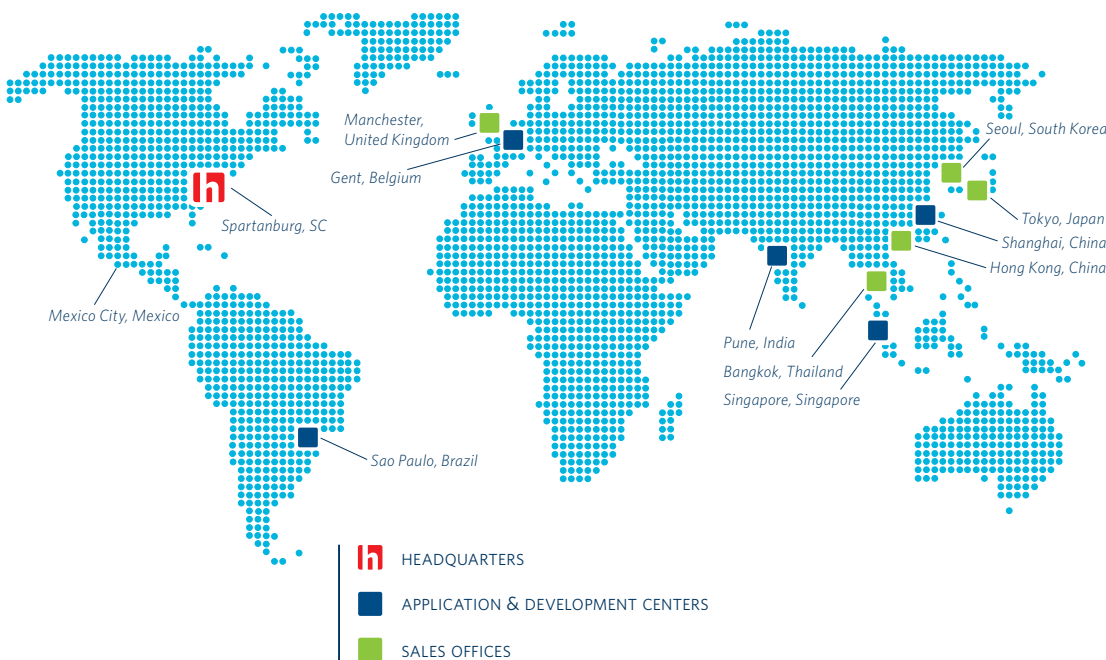 Manchester,
United Kingdom
Gent, Belgium
Seoul, South Korea
Spartanburg, SC
Tokyo, Japan
Shanghai, China
Hong Kong, China
Mexico City, Mexico
Pune, India
Bangkok, Thailand
Singapore, Singapore
Sao Paulo, Brazil
h HEADQUARTERS
APPLICATION & DEVELOPMENT CENTERS
SALES OFFICES